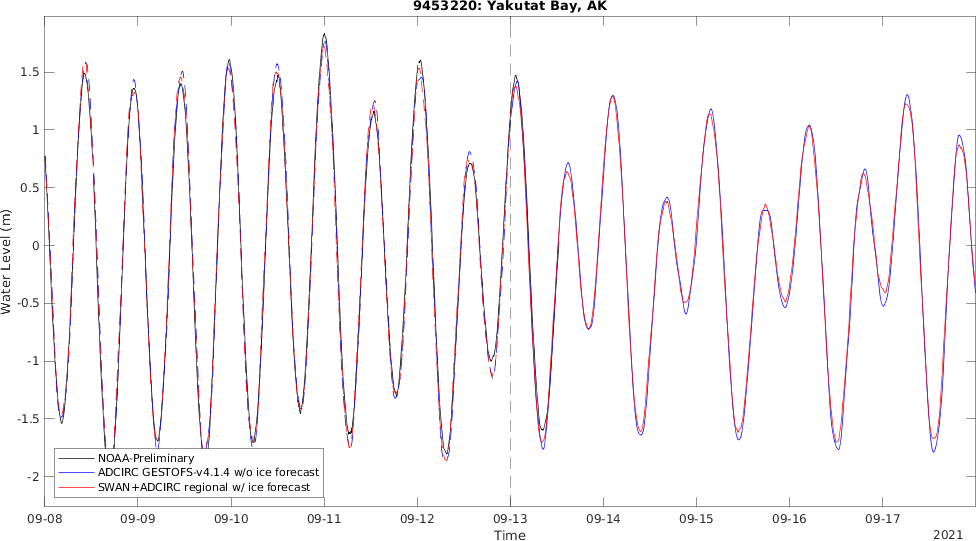 9453220: Yakutat Bay, AK
Water Level (m)
1.5
1
0.5
0
-0.5
-1
-1.5
-2
NOAA-Preliminary
ADCIRC GESTOFS-v4.1.4 w/o ice forecast
SWAN+ADCIRC regional w/ ice forecast
09-08 09-09 09-10 09-11 09-12 09-13 09-14 09-15 09-16 09-17
Time
2021